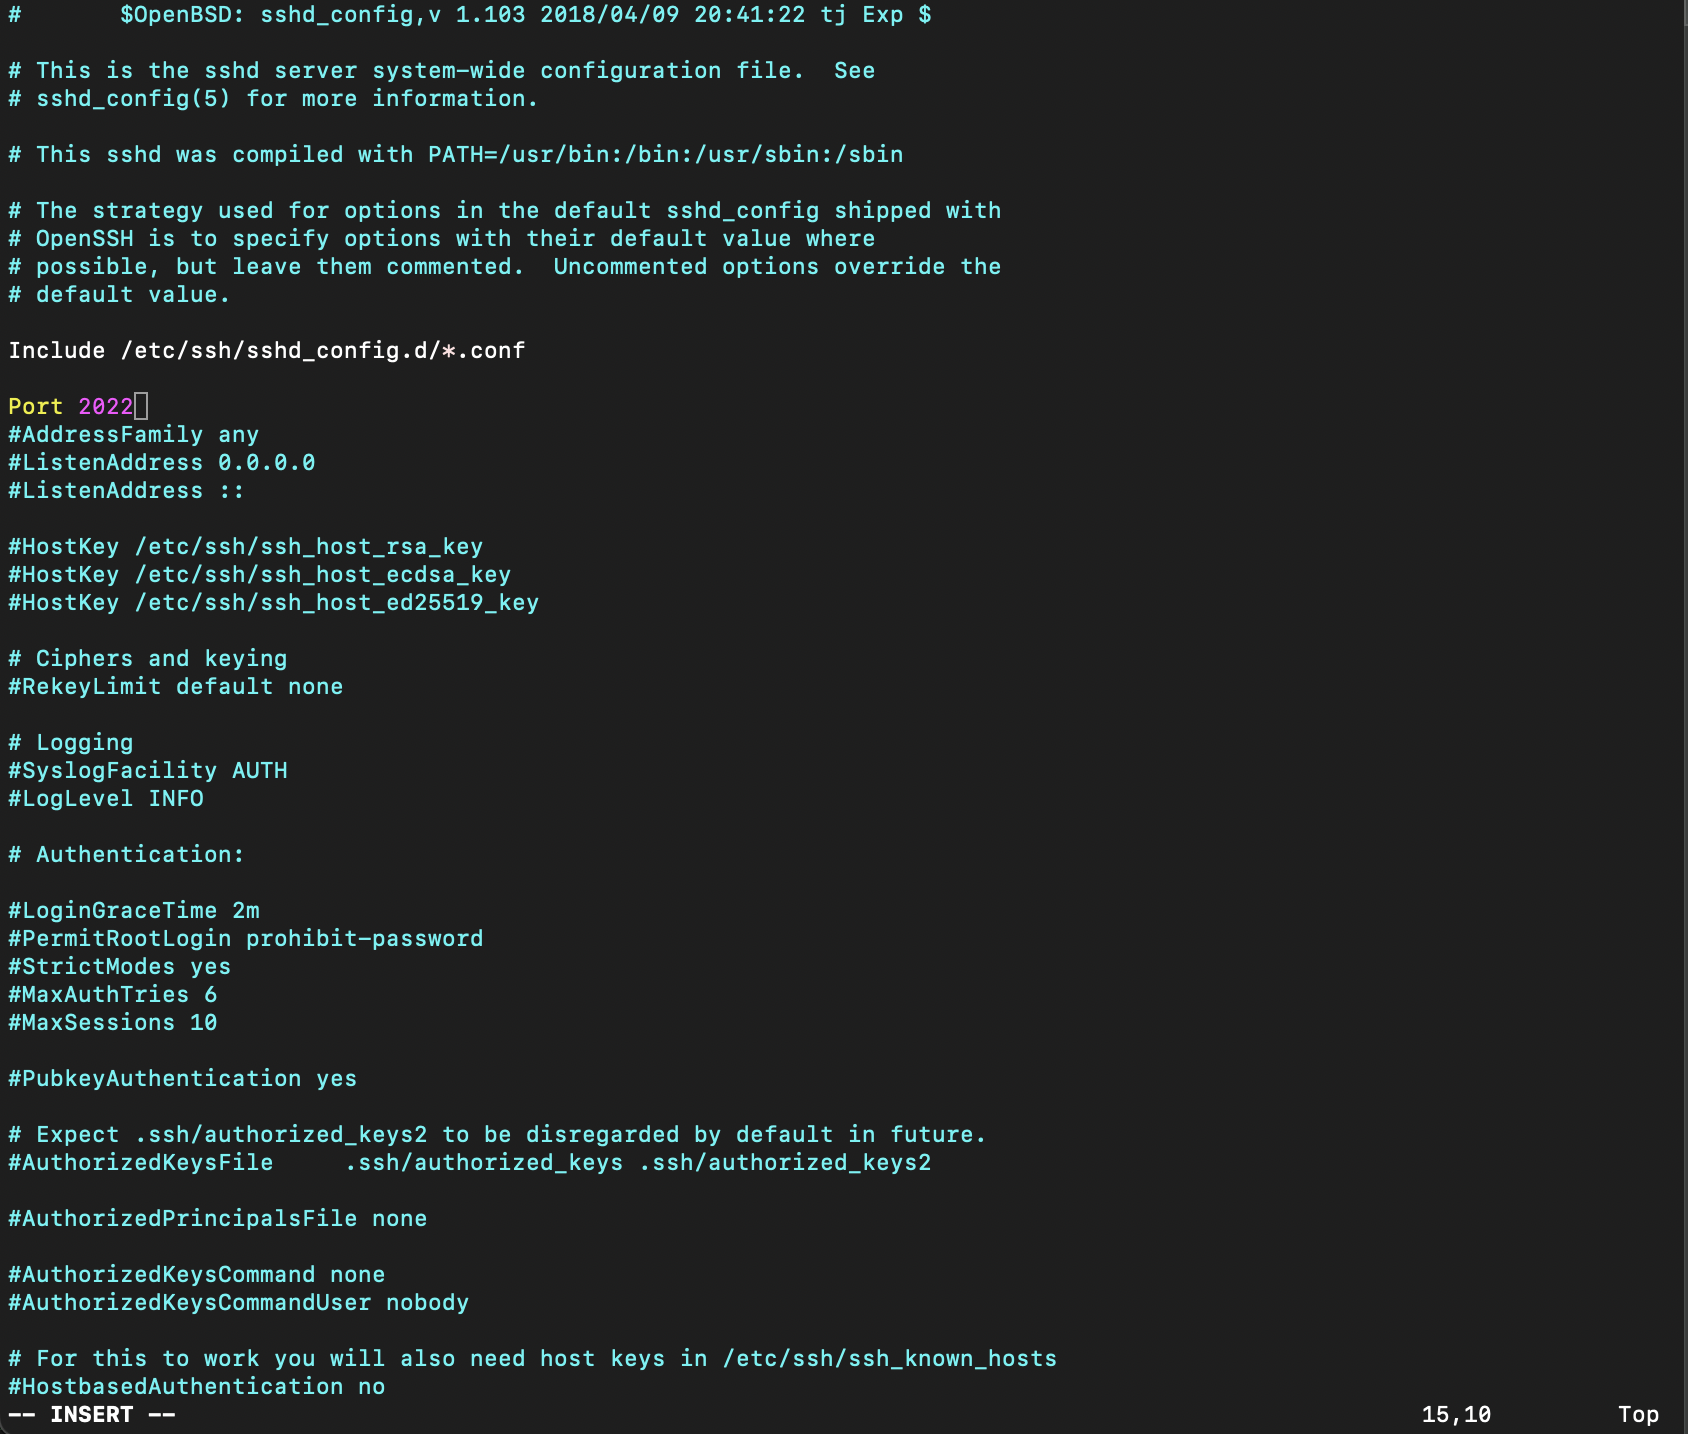 #       $OpenBSD: sshd_config,v 1.103 2018/04/09 20:41:22 tj Exp $
# This is the sshd server system-wide configuration file.  See
# sshd_config(5) for more information.
# This sshd was compiled with PATH=/usr/bin:/bin:/usr/sbin:/sbin
# The strategy used for options in the default sshd_config shipped with
# OpenSSH is to specify options with their default value where
# possible, but leave them commented.  Uncommented options override the
# default value.
Include /etc/ssh/sshd_config.d/*.conf
Port 2022
#AddressFamily any
#ListenAddress 0.0.0.0
#ListenAddress ::
#HostKey /etc/ssh/ssh_host_rsa_key
#HostKey /etc/ssh/ssh_host_ecdsa_key
#HostKey /etc/ssh/ssh_host_ed25519_key
# Ciphers and keying
#RekeyLimit default none
# Logging
#SyslogFacility AUTH
#LogLevel INFO
# Authentication:
#LoginGraceTime 2m
#PermitRootLogin prohibit-password
#StrictModes yes
#MaxAuthTries 6
#MaxSessions 10
#PubkeyAuthentication yes
# Expect .ssh/authorized_keys2 to be disregarded by default in future.
#AuthorizedKeysFile     .ssh/authorized_keys .ssh/authorized_keys2
#AuthorizedPrincipalsFile none
#AuthorizedKeysCommand none
#AuthorizedKeysCommandUser nobody
# For this to work you will also need host keys in /etc/ssh/ssh_known_hosts
#HostbasedAuthentication no
-- INSERT -- 15,10 Top